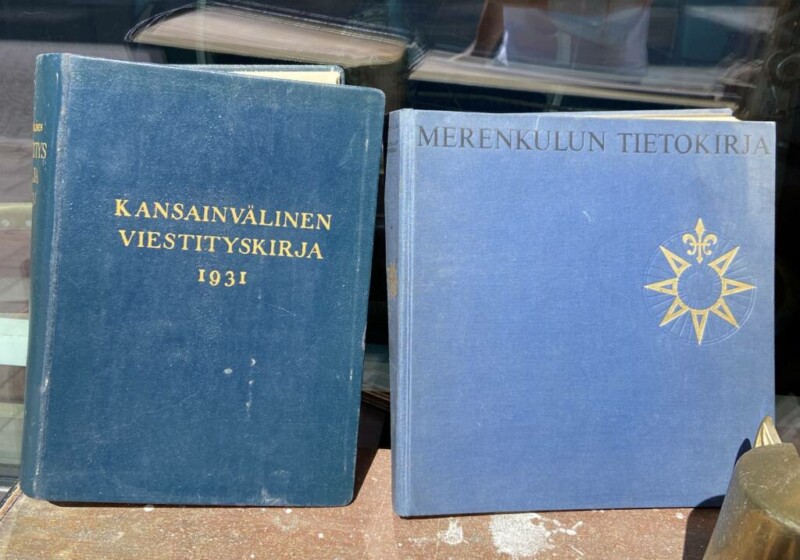 KANSAINVÄLINEN
VIESTITYSKIRJA
1931
MERENKULUN TIETOKIRJA